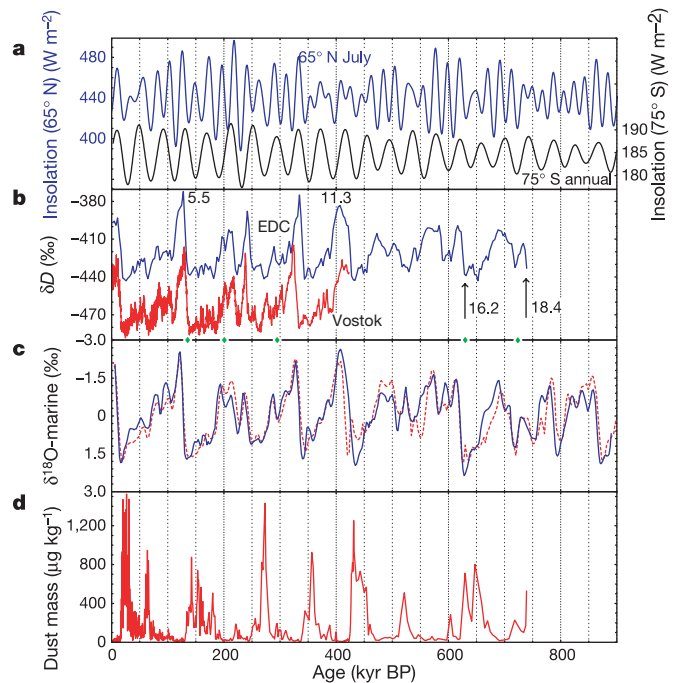 a
Insolation (65° N) (W m–2)
480
440
400
65° N July
75° S annual
190
185
180
Insolation (75° S) (W m–2)
b
δD (‰)
−380
−410
−440
−470
5.5
11.3
EDC
Vostok
16.2
18.4
c
δ18O-marine (‰)
−3.0
−1.5
0
1.5
3.0
d
Dust mass (μg kg–1)
1,200
800
400
0
0
200
400
600
800
Age (kyr BP)